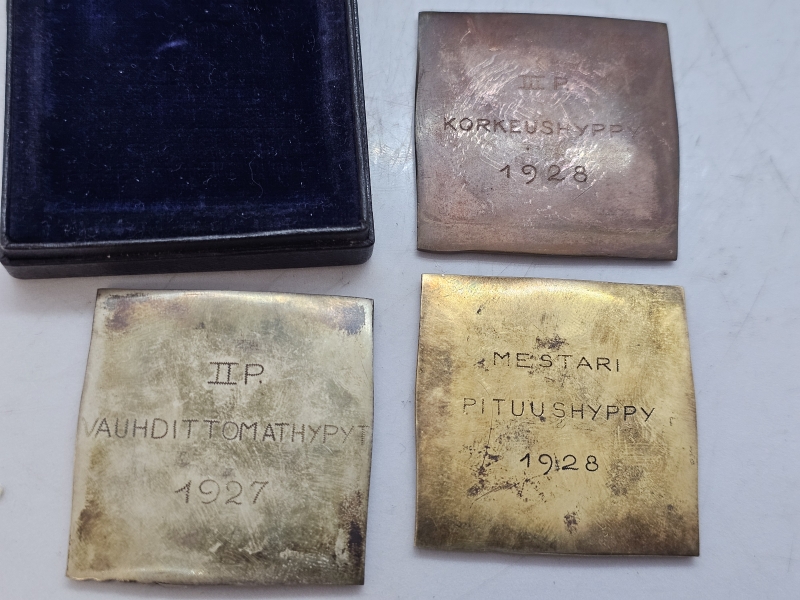 III P.
KORKEUSHYPPY
1928
II P.
VAUHDITTOMATHYPYT
1927
MESTARI
PITUUSHYPPY
1928